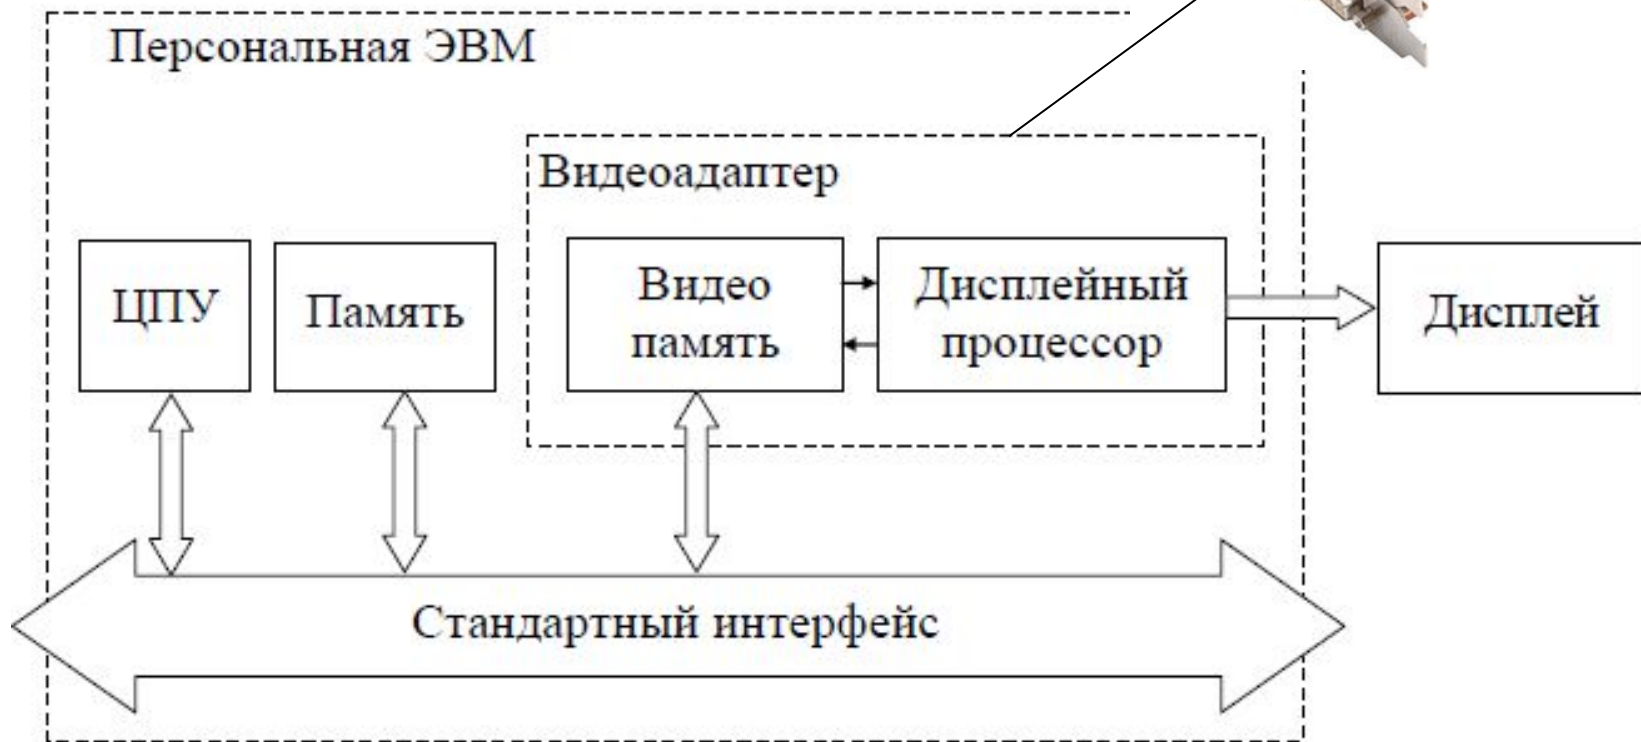 Персональная ЭВМ
Видеоадаптер
ЦПУ
Память
Видео
память
Дисплейный
процессор
Дисплей
Стандартный интерфейс